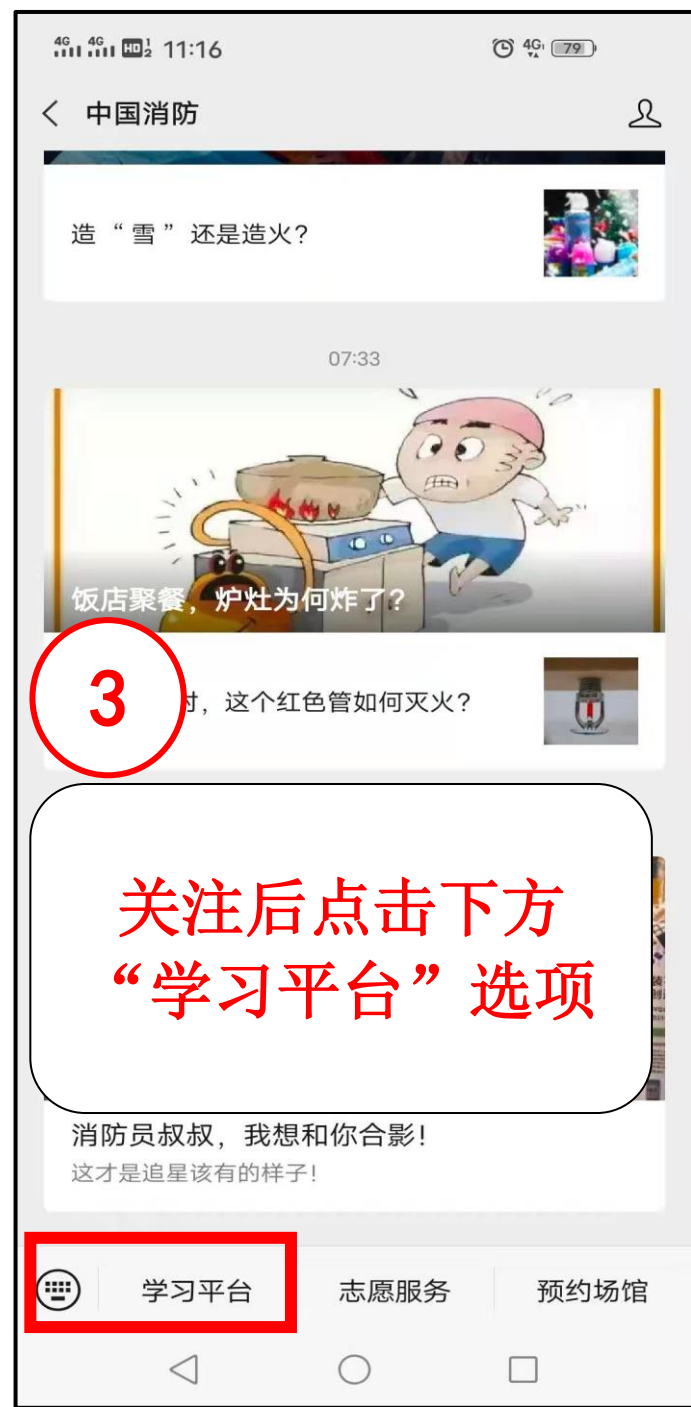 4G 4G HD 1 2 11:16 4G 79
中国消防
造“雪”还是造火?
07:33
饭店聚餐，炉灶为何炸了?
3
时，这个红色管如何灭火?
关注后点击下方
“学习平台”选项
消防员叔叔，我想和你合影!
这才是追星该有的样子!
学习平台 志愿服务 预约场馆